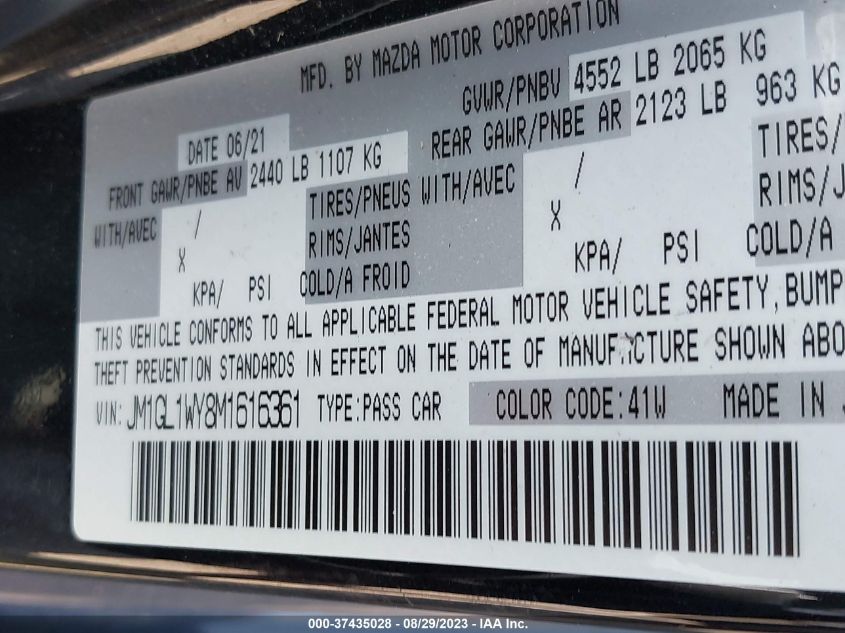 MFD. BY MAZDA MOTOR CORPORATION
DATE 06/21 GVWR/PNBV 4552 LB 2065 KG
FRONT GAWR/PNBE AV 2440 LB 1107 KG REAR GAWR/PNBE AR 2123 LB 963 KG
WITH/AVEC / TIRES/PNEUS WITH/AVEC / TIRES/
X RIMS/JANTES X RIMS/J
KPA/ PSI COLD/A FROID KPA/ PSI COLD/A
THIS VEHICLE CONFORMS TO ALL APPLICABLE FEDERAL MOTOR VEHICLE SAFETY, BUMP
THEFT PREVENTION STANDARDS IN EFFECT ON THE DATE OF MANUFACTURE SHOWN ABO
VIN: JM1GL1WY8M1616361 TYPE:PASS CAR COLOR CODE:41W MADE IN J
000-37435028 - 08/29/2023 - IAA Inc.